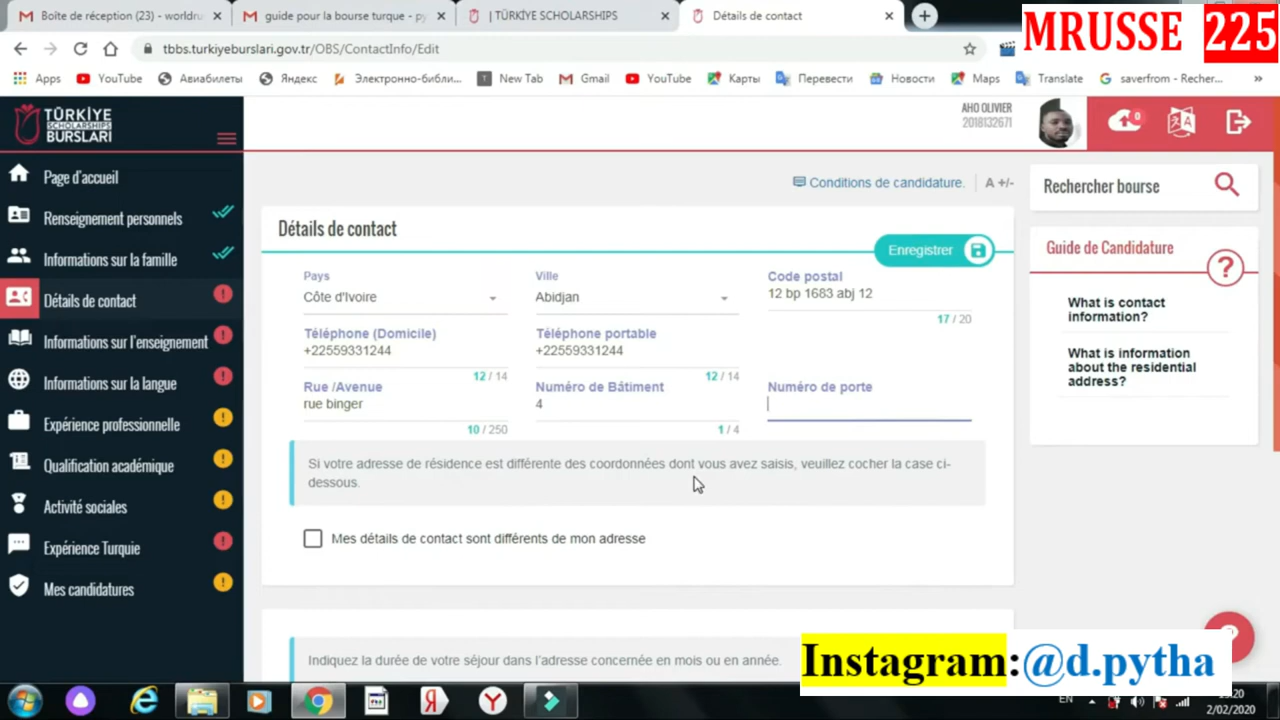 Boîte de réception (23) - worldru
guide pour la bourse turque - py
| TÜRKİYE SCHOLARSHIPS
Détails de contact
MRUSSE 225
tbbs.turkiyeburslari.gov.tr/OBS/ContactInfo/Edit
Apps
YouTube
Авиабилеты
Яндекс
Электронно-библи...
New Tab
Gmail
YouTube
Карты
Перевести
Новости
Maps
Translate
saverfrom - Recher...
»
TÜRKİYE
SCHOLARSHIPS
BURSLARI
AHO OLIVIER
2018132671
0
Page d'accueil
Renseignement personnels
Informations sur la famille
Détails de contact
Informations sur l'enseignement
Informations sur la langue
Expérience professionnelle
Qualification académique
Activité sociales
Expérience Turquie
Mes candidatures
Conditions de candidature.
A +/-
Détails de contact
Enregistrer
Pays
Côte d'Ivoire
Ville
Abidjan
Code postal
12 bp 1683 abj 12
17 / 20
Téléphone (Domicile)
+22559331244
12 / 14
Téléphone portable
+22559331244
12 / 14
Rue /Avenue
rue binger
10 / 250
Numéro de Bâtiment
4
1 / 4
Numéro de porte
Si votre adresse de résidence est différente des coordonnées dont vous avez saisis, veuillez cocher la case ci-
dessous.
Mes détails de contact sont différents de mon adresse
Indiquez la durée de votre séjour dans l'adresse concernée en mois ou en année.
Rechercher bourse
Guide de Candidature
?
What is contact
information?
What is information
about the residential
address?
Instagram:@d.pytha
EN
2/02/2020